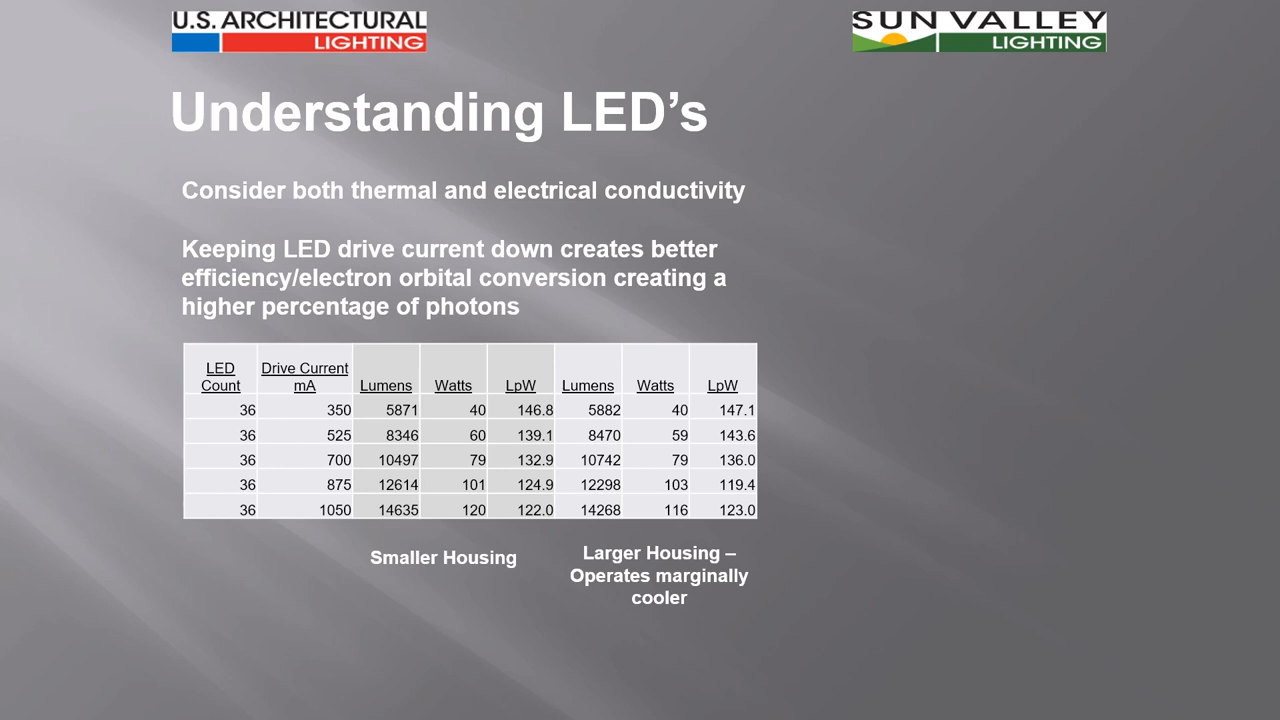 U.S. ARCHITECTURAL
LIGHTING
SUN VALLEY
LIGHTING
Understanding LED’s
Consider both thermal and electrical conductivity
Keeping LED drive current down creates better
efficiency/electron orbital conversion creating a
higher percentage of photons
LED Count Drive Current mA Lumens Watts LpW Lumens Watts LpW
36 350 5871 40 146.8 5882 40 147.1
36 525 8346 60 139.1 8470 59 143.6
36 700 10497 79 132.9 10742 79 136.0
36 875 12614 101 124.9 12298 103 119.4
36 1050 14635 120 122.0 14268 116 123.0
Smaller Housing
Larger Housing –
Operates marginally
cooler